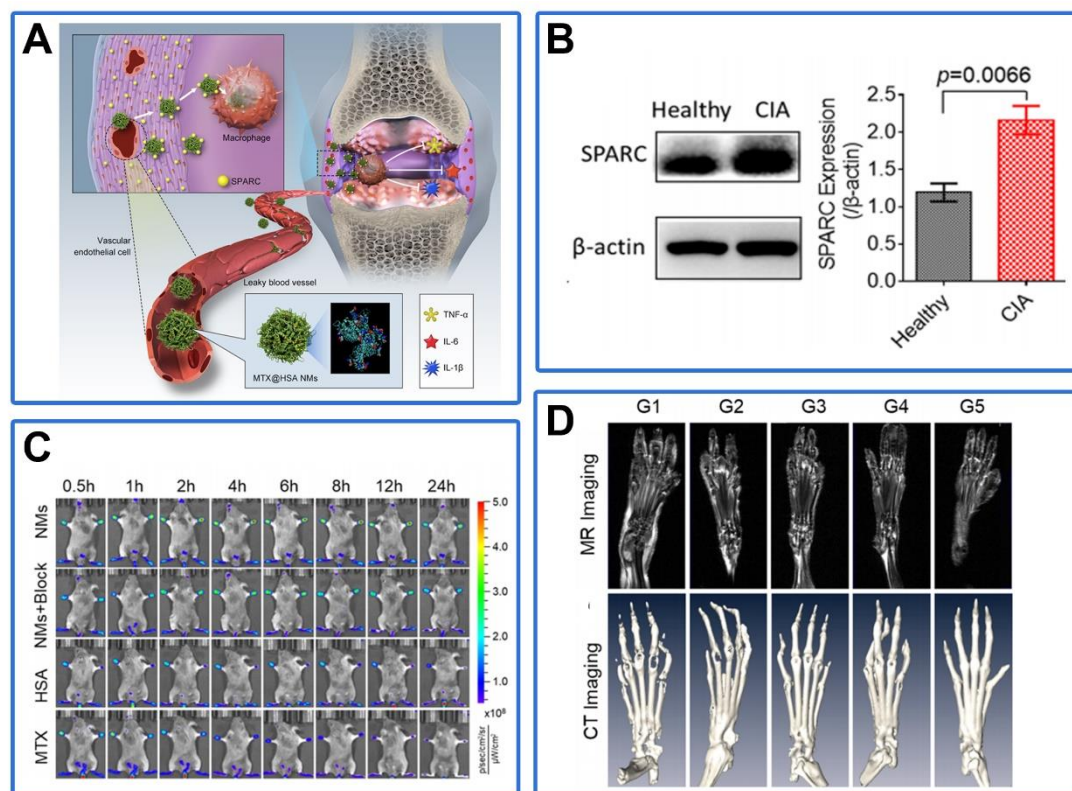 A
Macrophage
SPARC
Vascular
endothelial cell
Leaky blood vessel
MTX@HSA NMs
TNF-α
IL-6
IL-1β
B
Healthy CIA
SPARC
β-actin
p=0.0066
SPARC Expression
(/β-actin)
2.5
2.0
1.5
1.0
0.5
0.0
Healthy
CIA
C
0.5h 1h 2h 4h 6h 8h 12h 24h
NMs
NMs+Block
HSA
MTX
5.0
4.0
3.0
2.0
1.0
x10⁸
p/sec/cm²/sr
μW/cm²
D
G1 G2 G3 G4 G5
MR Imaging
CT Imaging